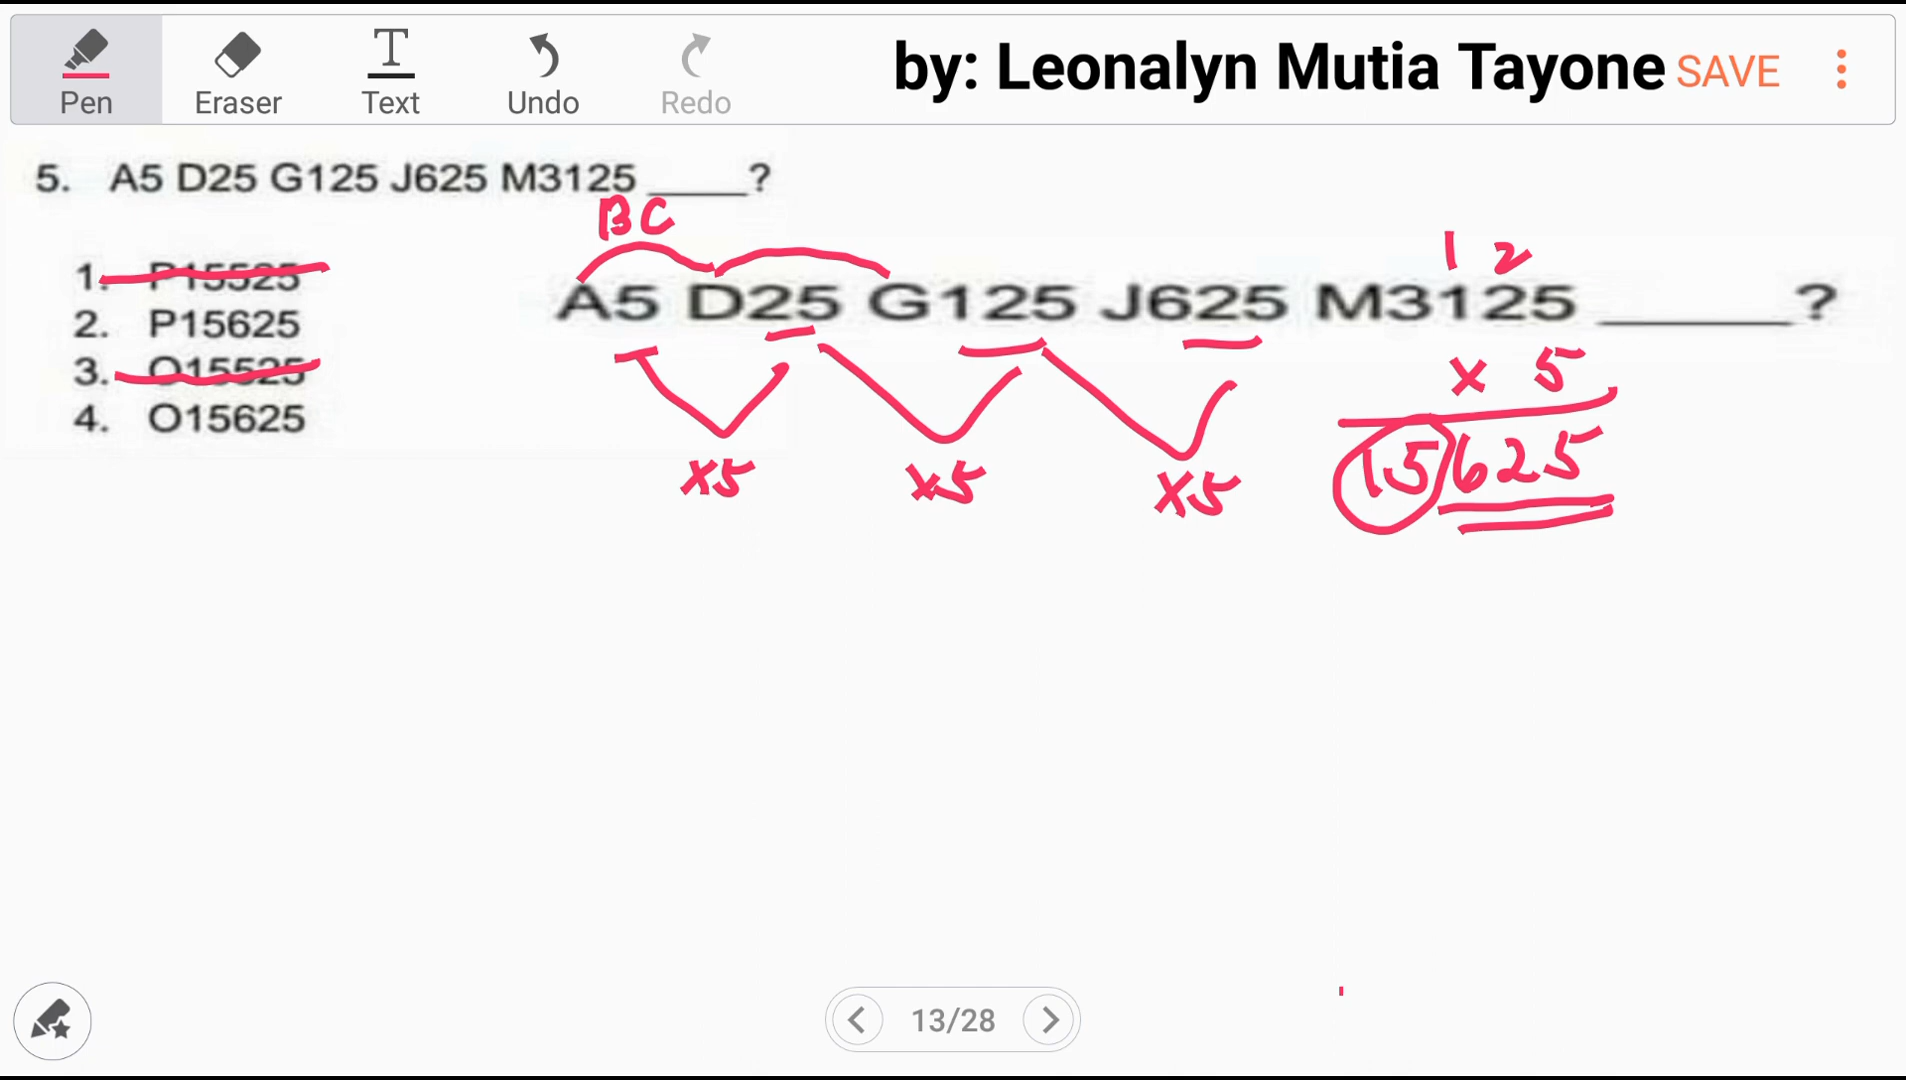 by: Leonalyn Mutia Tayone SAVE
Pen Eraser Text Undo Redo
5. A5 D25 G125 J625 M3125 _____?
BC
1. P15525
2. P15625
3. O15525
4. O15625
1 2
A5 D25 G125 J625 M3125 _____?
x 5
x5 x5 x5
15625
13/28